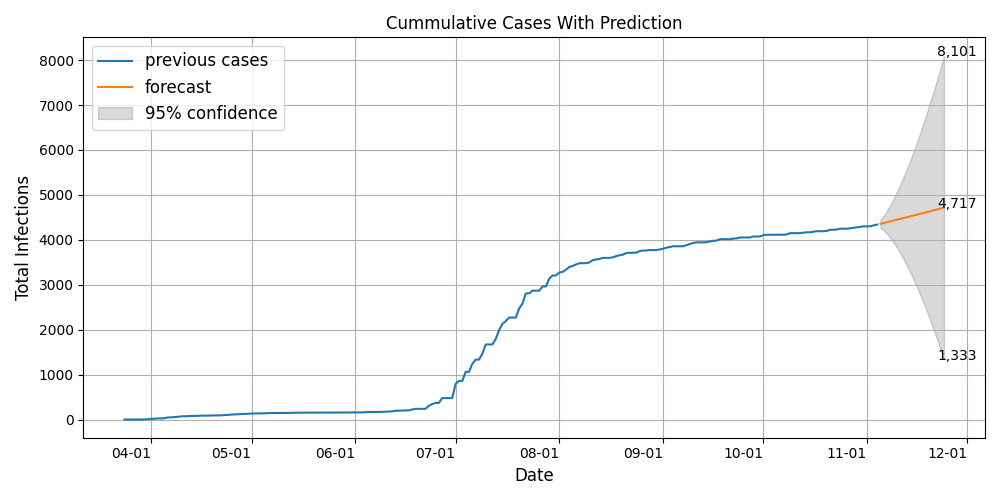 Cummulative Cases With Prediction
previous cases
forecast
95% confidence
8,101
4,717
1,333
Total Infections
8000
7000
6000
5000
4000
3000
2000
1000
0
04-01 05-01 06-01 07-01 08-01 09-01 10-01 11-01 12-01
Date